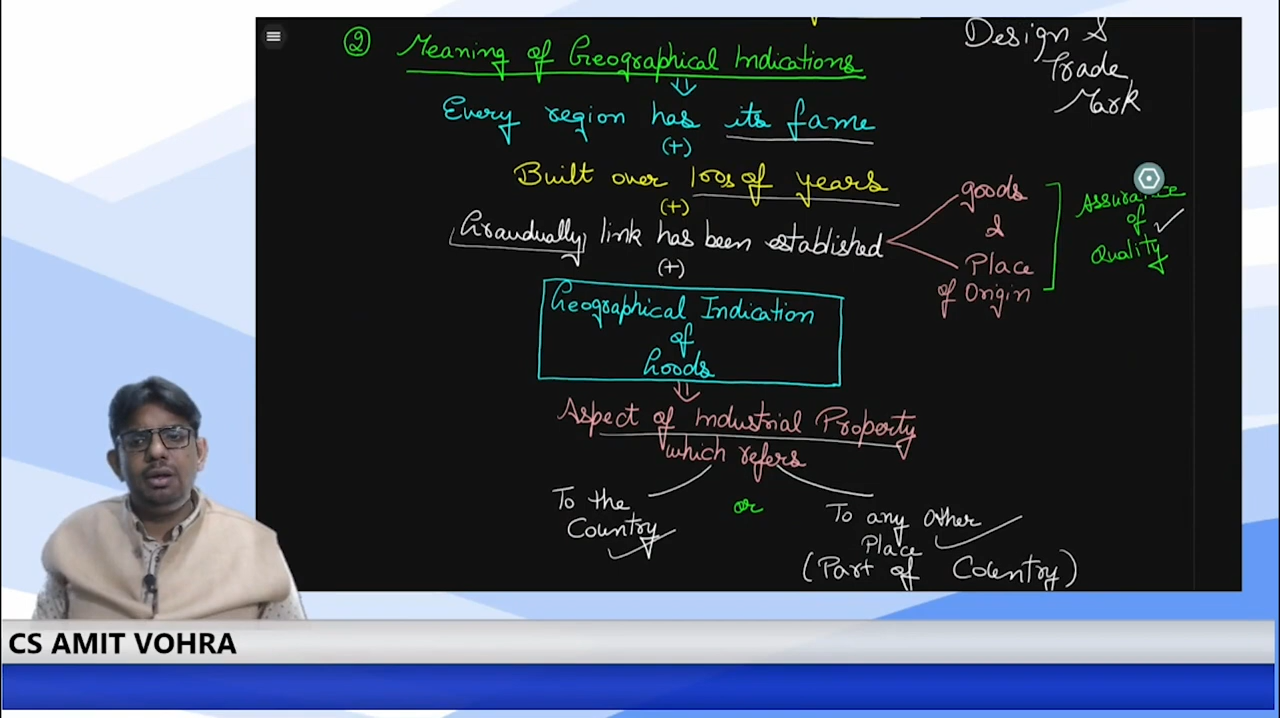 Design &
Trade
Mark
② Meaning of Geographical Indications
Every region has its fame
(+)
Built over 100s of years
(+)
Graudually link has been established
goods
&
Place
of Origin
Assurance
of
Quality
(+)
Geographical Indication
of
Goods
Aspect of Industrial Property
which refers
To the
Country
or
To any Other
Place
(Part of Country)
CS AMIT VOHRA